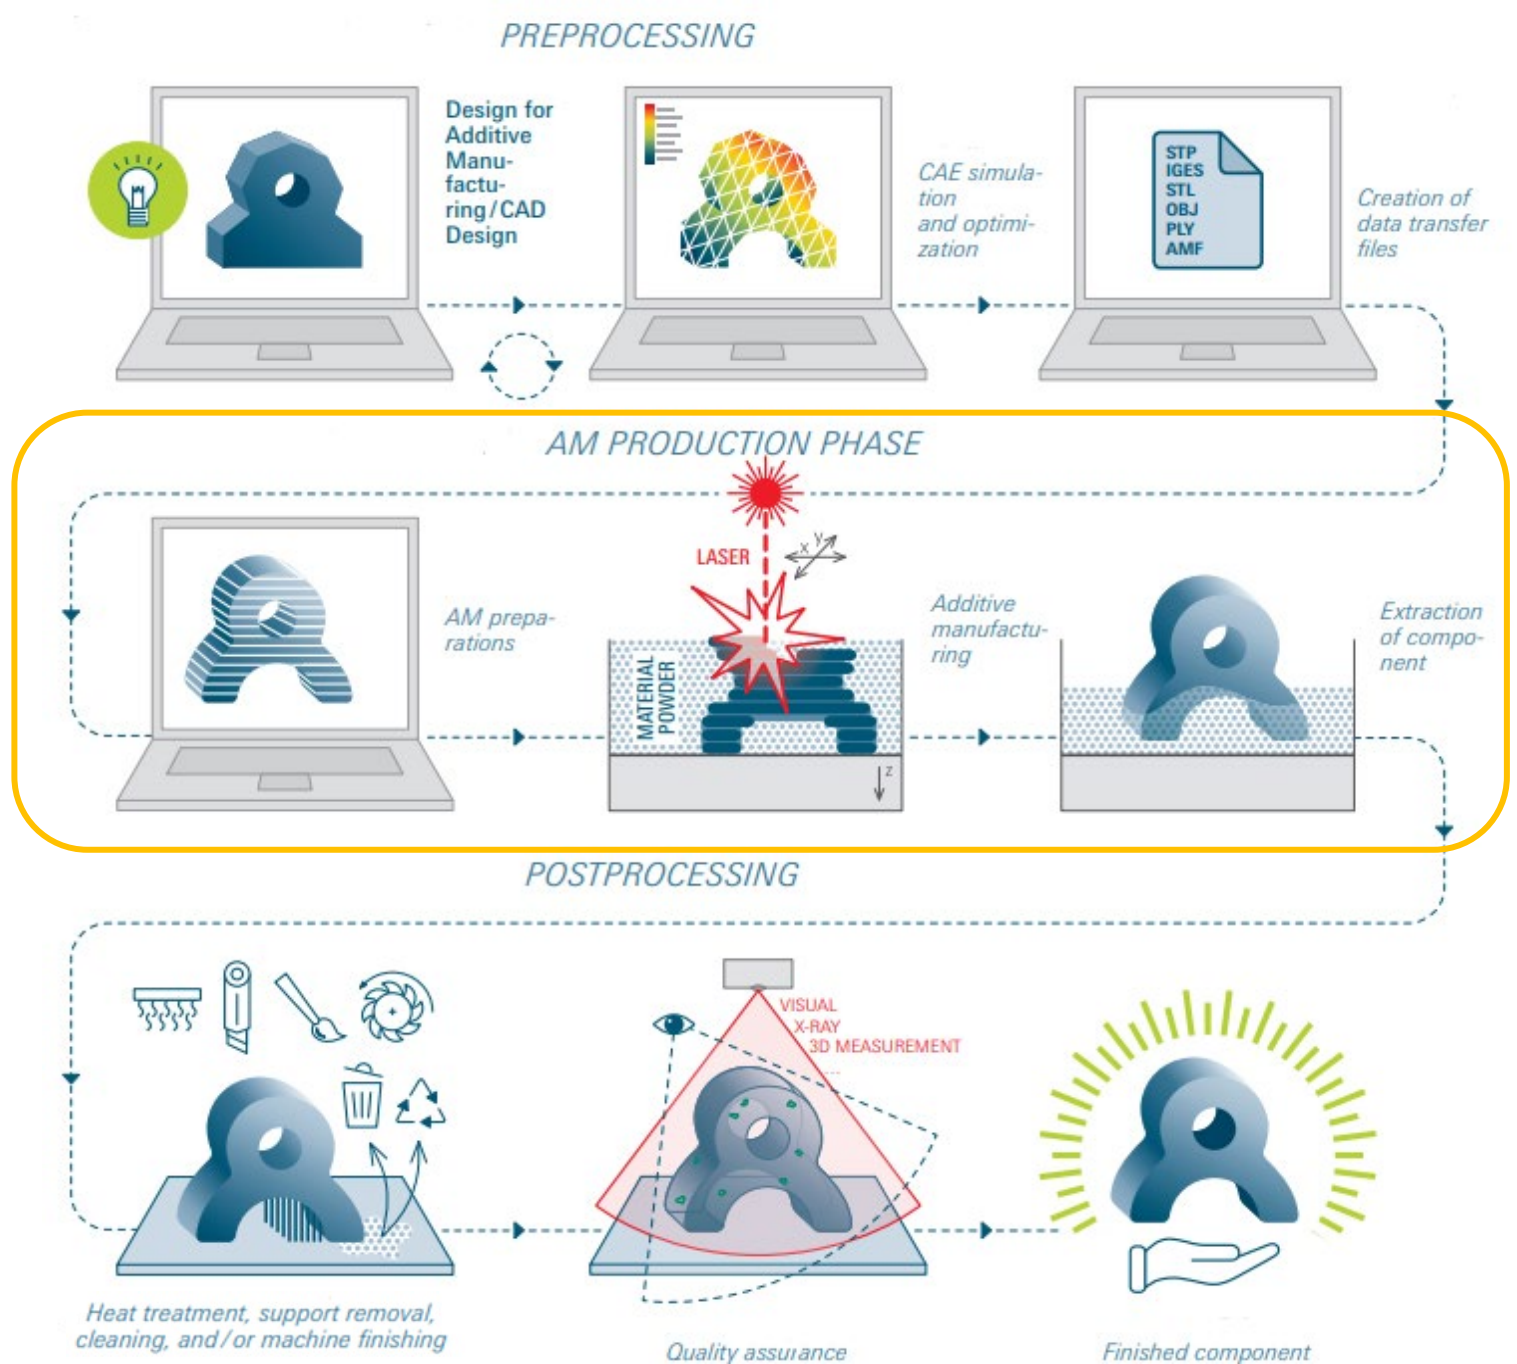 PREPROCESSING
Design for
Additive
Manu-
factu-
ring/CAD
Design
CAE simula-
tion
and optimi-
zation
STP
IGES
STL
OBJ
PLY
AMF
Creation of
data transfer
files
AM PRODUCTION PHASE
AM prepa-
rations
LASER
x
y
MATERIAL
POWDER
z
Additive
manufactu-
ring
Extraction
of compo-
nent
POSTPROCESSING
Heat treatment, support removal,
cleaning, and/or machine finishing
VISUAL
X-RAY
3D MEASUREMENT
....
Quality assurance
Finished component